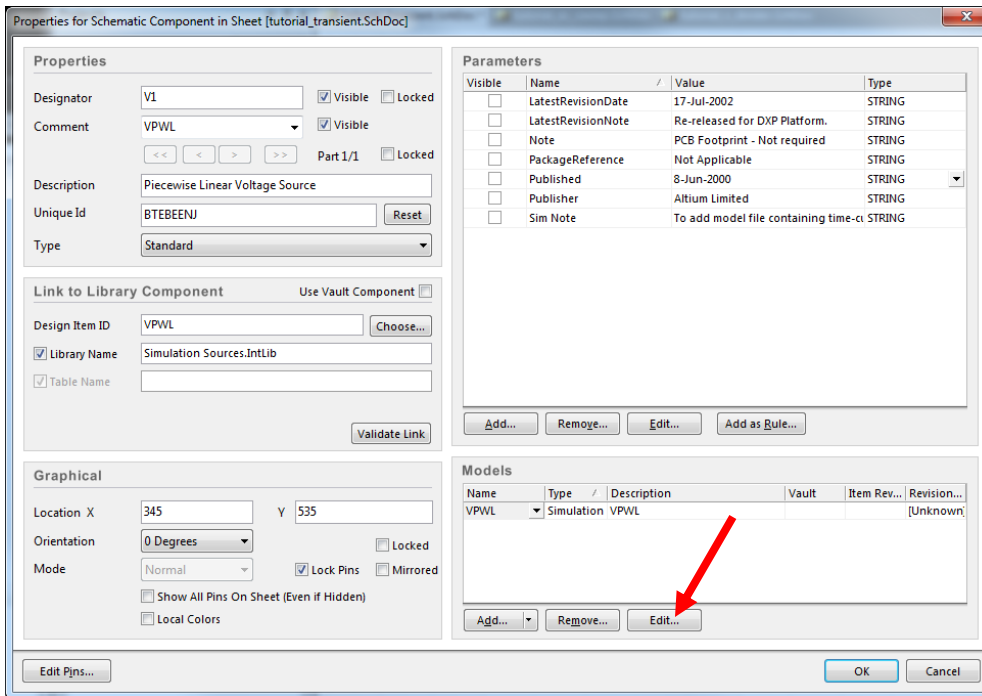 Properties for Schematic Component in Sheet [tutorial_transient.SchDoc]
Properties
Designator V1 Visible Locked
Comment VPWL Visible
<< < > >> Part 1/1 Locked
Description Piecewise Linear Voltage Source
Unique Id BTEBEENJ Reset
Type Standard
Link to Library Component Use Vault Component
Design Item ID VPWL Choose...
Library Name Simulation Sources.IntLib
Table Name
Validate Link
Graphical
Location X 345 Y 535
Orientation 0 Degrees Locked
Mode Normal Lock Pins Mirrored
Show All Pins On Sheet (Even if Hidden)
Local Colors
Parameters
Visible Name Value Type
LatestRevisionDate 17-Jul-2002 STRING
LatestRevisionNote Re-released for DXP Platform. STRING
Note PCB Footprint - Not required STRING
PackageReference Not Applicable STRING
Published 8-Jun-2000 STRING
Publisher Altium Limited STRING
Sim Note To add model file containing time-cu STRING
Add... Remove... Edit... Add as Rule...
Models
Name Type Description Vault Item Rev... Revision...
VPWL Simulation VPWL [Unknown]
Add... Remove... Edit...
Edit Pins... OK Cancel